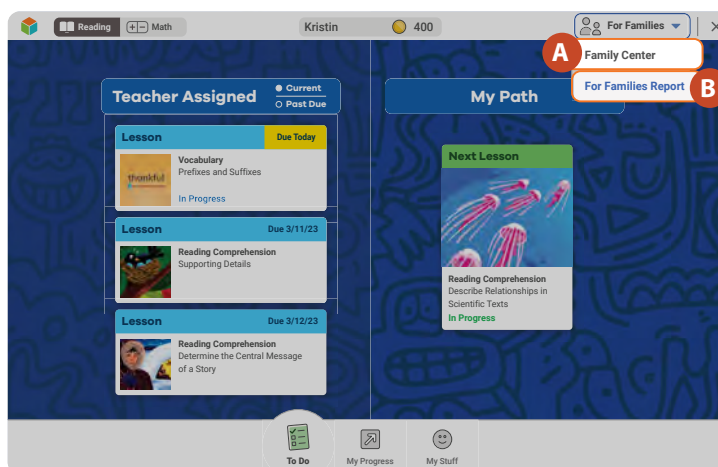 Reading
+ − Math
Kristin
400
For Families
A
Family Center
For Families Report
B
Teacher Assigned
Current
Past Due
Lesson
Due Today
thankful
Vocabulary
Prefixes and Suffixes
In Progress
Lesson
Due 3/11/23
Reading Comprehension
Supporting Details
Lesson
Due 3/12/23
Reading Comprehension
Determine the Central Message
of a Story
My Path
Next Lesson
Reading Comprehension
Describe Relationships in
Scientific Texts
In Progress
To Do
My Progress
My Stuff